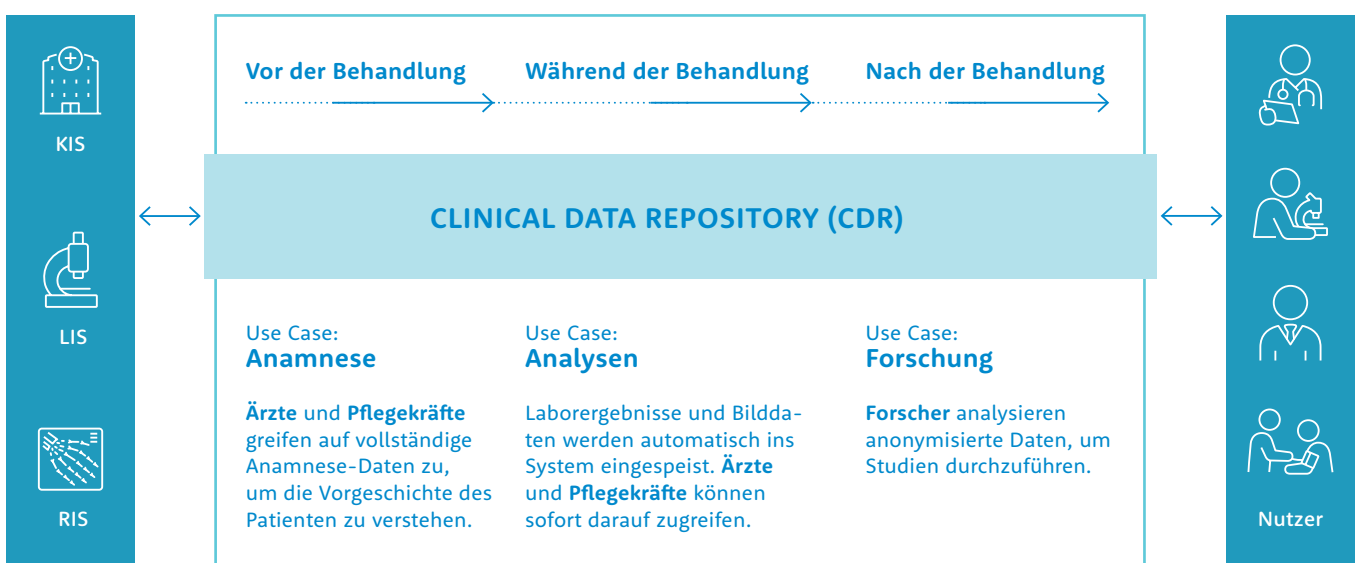 KIS
LIS
RIS
Vor der Behandlung
Während der Behandlung
Nach der Behandlung
CLINICAL DATA REPOSITORY (CDR)
Use Case:
Anamnese
Ärzte und Pflegekräfte
greifen auf vollständige
Anamnese-Daten zu,
um die Vorgeschichte des
Patienten zu verstehen.
Use Case:
Analysen
Laborergebnisse und Bildda-
ten werden automatisch ins
System eingespeist. Ärzte
und Pflegekräfte können
sofort darauf zugreifen.
Use Case:
Forschung
Forscher analysieren
anonymisierte Daten, um
Studien durchzuführen.
Nutzer